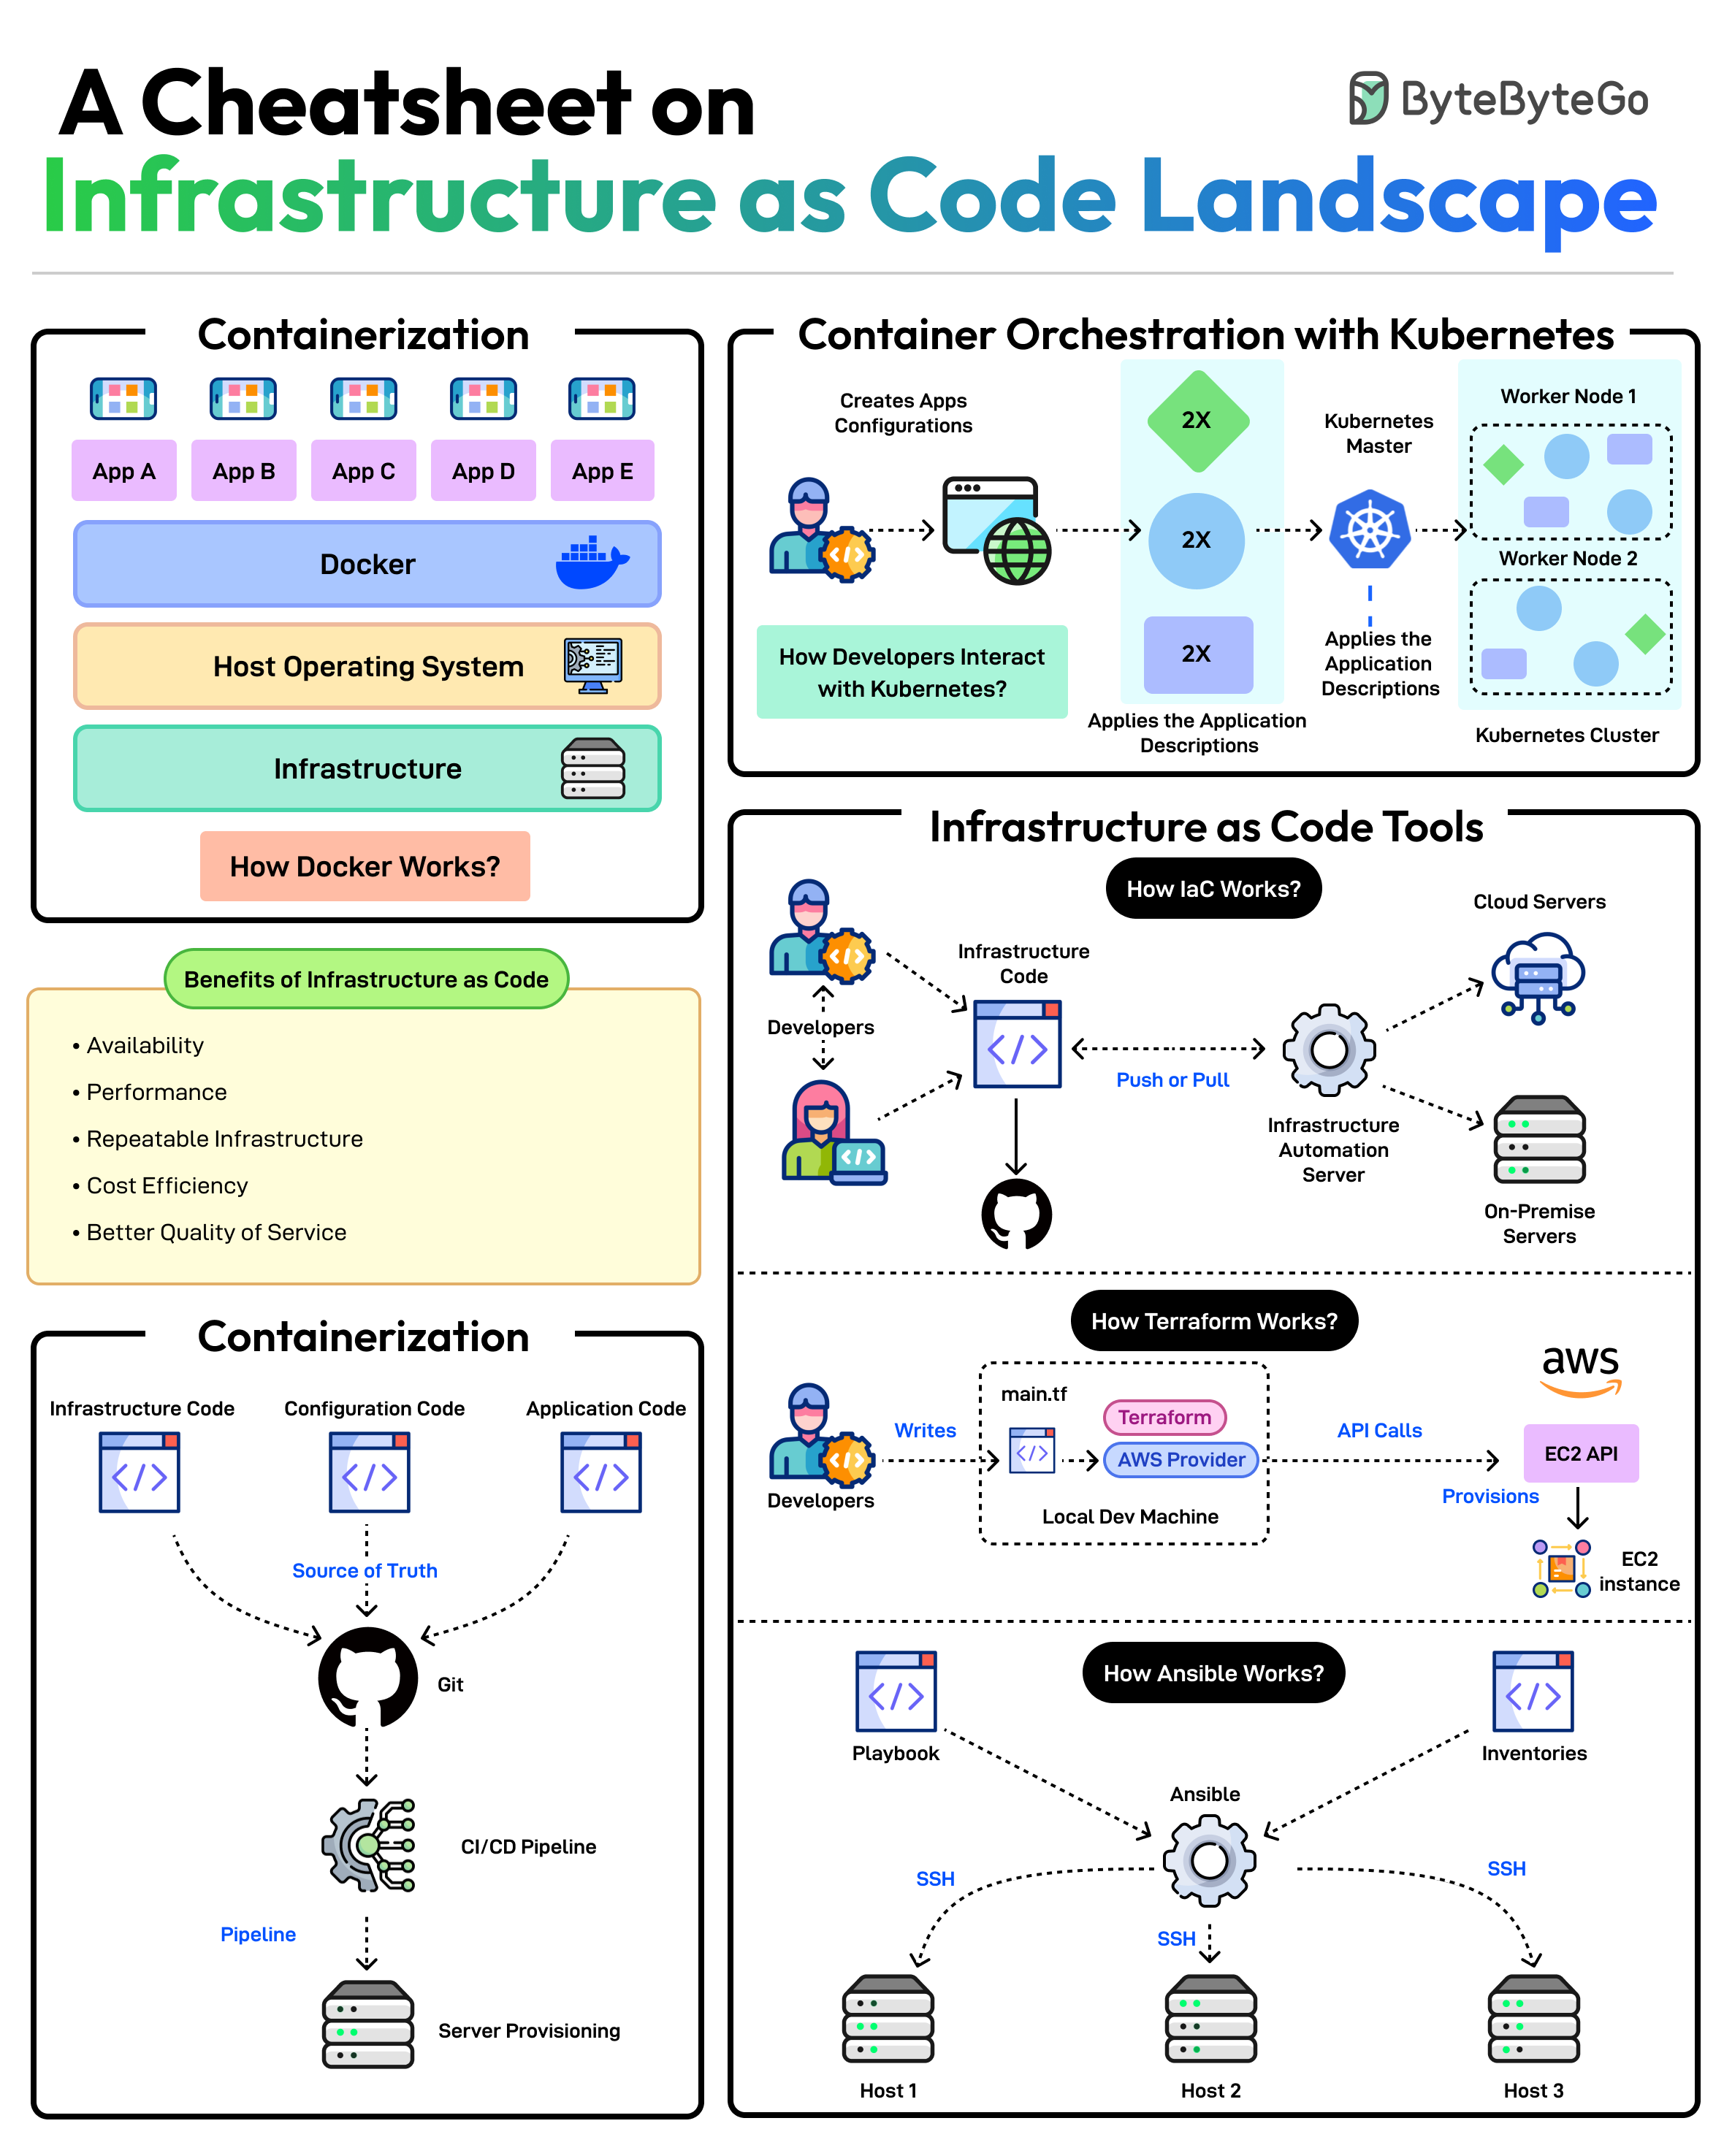 A Cheatsheet on
ByteByteGo
Infrastructure as Code Landscape
Containerization
App A
App B
App C
App D
App E
Docker
Host Operating System
Infrastructure
How Docker Works?
Container Orchestration with Kubernetes
Creates Apps
Configurations
How Developers Interact
with Kubernetes?
2X
2X
2X
Applies the Application
Descriptions
Kubernetes
Master
Applies the
Application
Descriptions
Worker Node 1
Worker Node 2
Kubernetes Cluster
Benefits of Infrastructure as Code
• Availability
• Performance
• Repeatable Infrastructure
• Cost Efficiency
• Better Quality of Service
Containerization
Infrastructure Code
Configuration Code
Application Code
Source of Truth
Git
CI/CD Pipeline
Pipeline
Server Provisioning
Infrastructure as Code Tools
How IaC Works?
Developers
Infrastructure
Code
Push or Pull
Infrastructure
Automation
Server
Cloud Servers
On-Premise
Servers
How Terraform Works?
Developers
Writes
main.tf
Terraform
AWS Provider
Local Dev Machine
API Calls
aws
EC2 API
Provisions
EC2
instance
How Ansible Works?
Playbook
Inventories
Ansible
SSH
SSH
SSH
Host 1
Host 2
Host 3